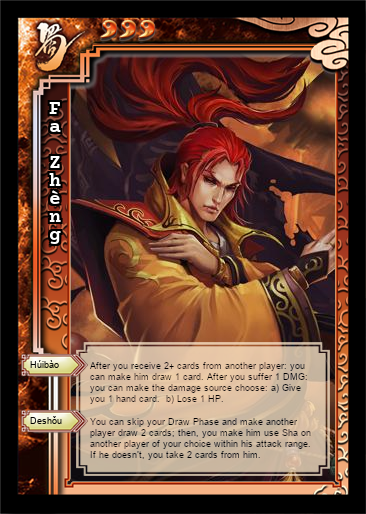 蜀
Fa Zhèng
Húibào
After you receive 2+ cards from another player: you
can make him draw 1 card. After you suffer 1 DMG:
you can make the damage source choose: a) Give
you 1 hand card.  b) Lose 1 HP.
Deshǒu
You can skip your Draw Phase and make another
player draw 2 cards; then, you make him use Sha on
another player of your choice within his attack range.
If he doesn't, you take 2 cards from him.